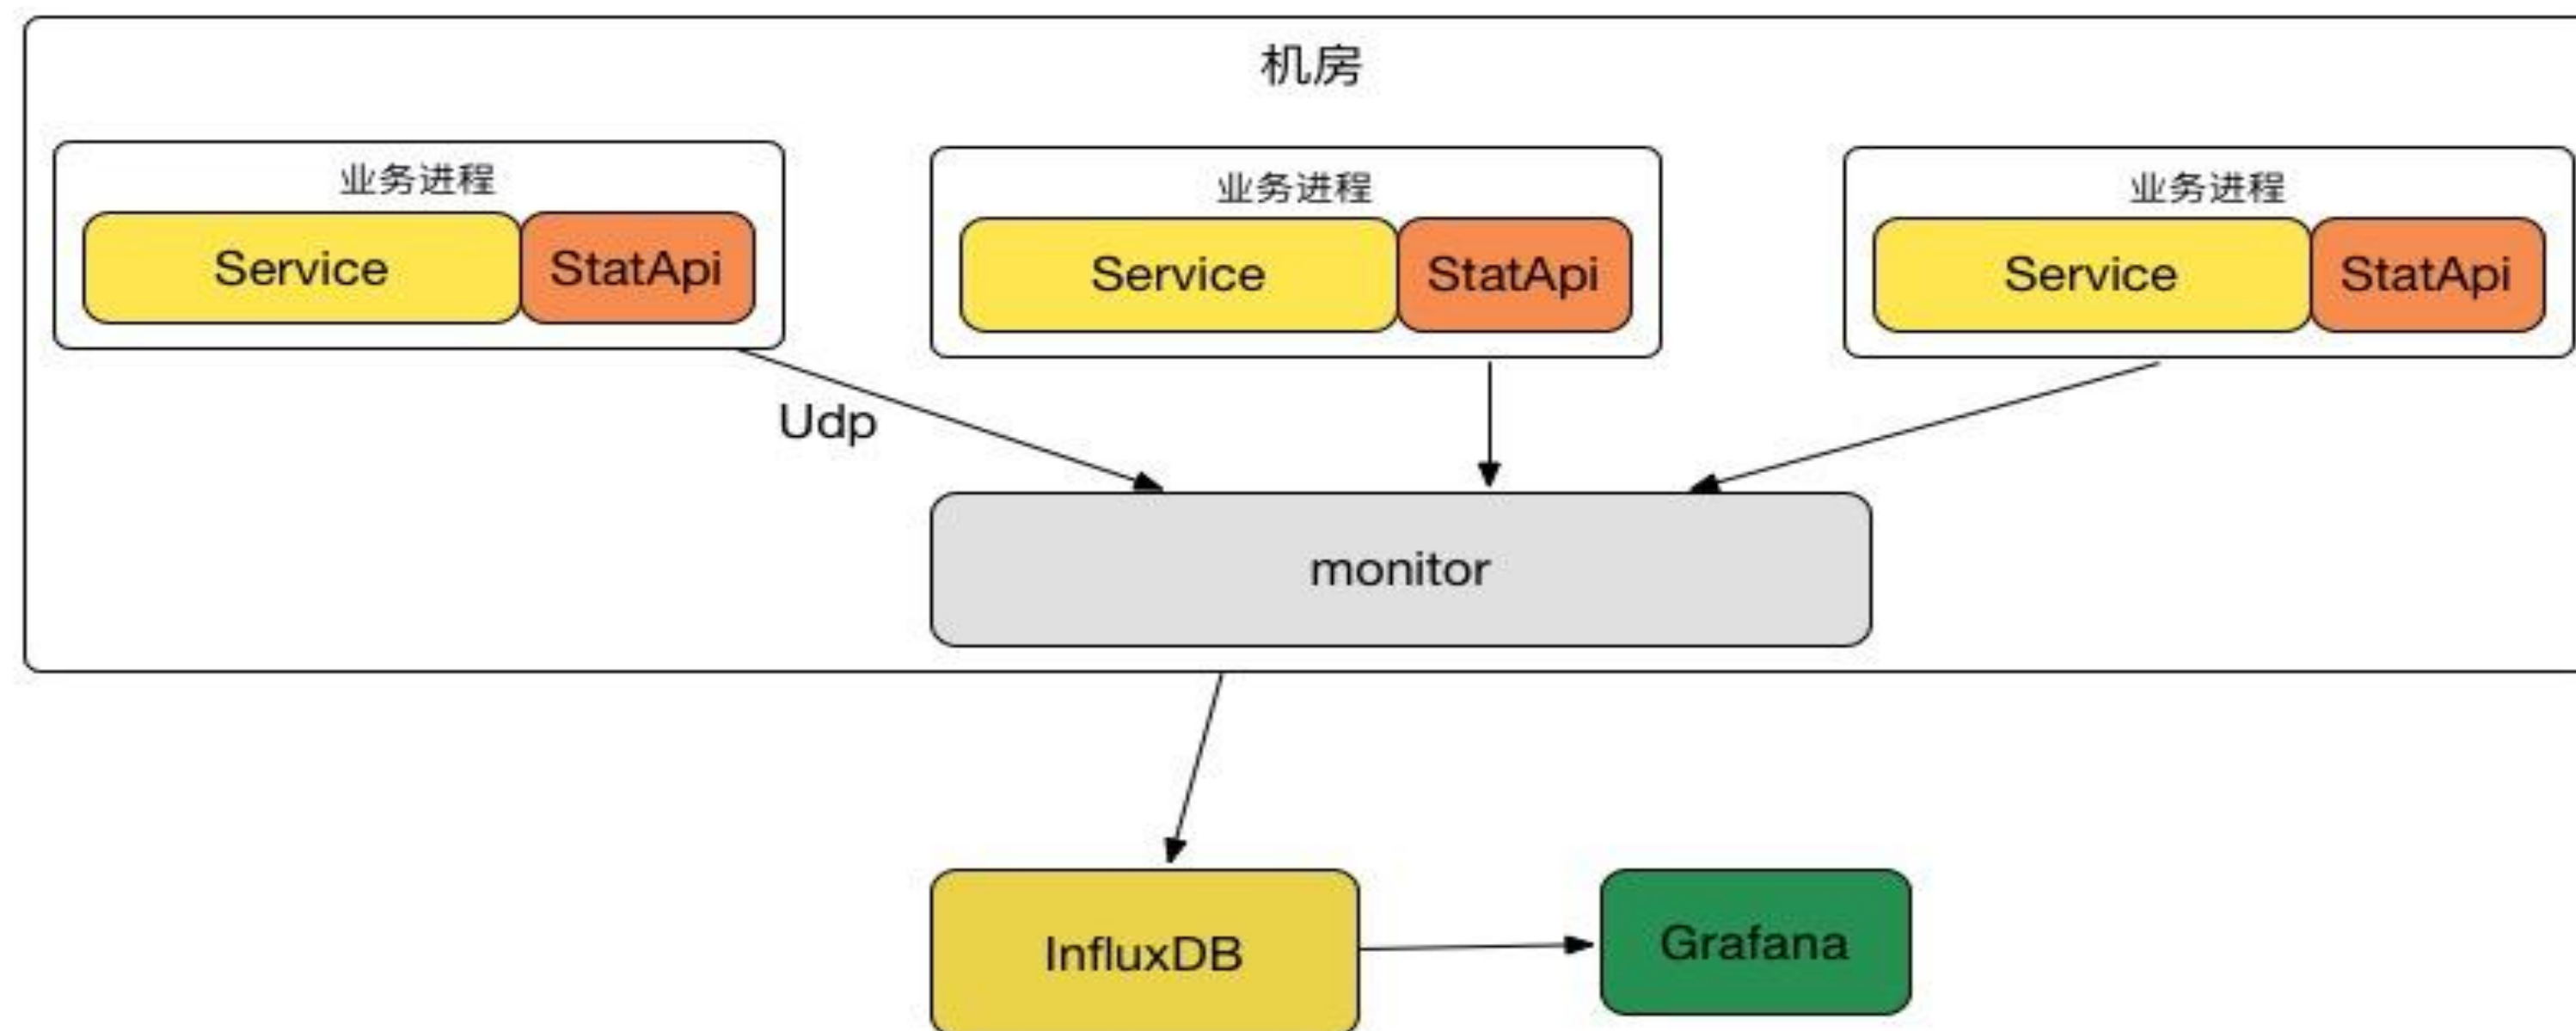 机房
业务进程
Service
StatApi
业务进程
Service
StatApi
业务进程
Service
StatApi
Udp
monitor
InfluxDB
Grafana